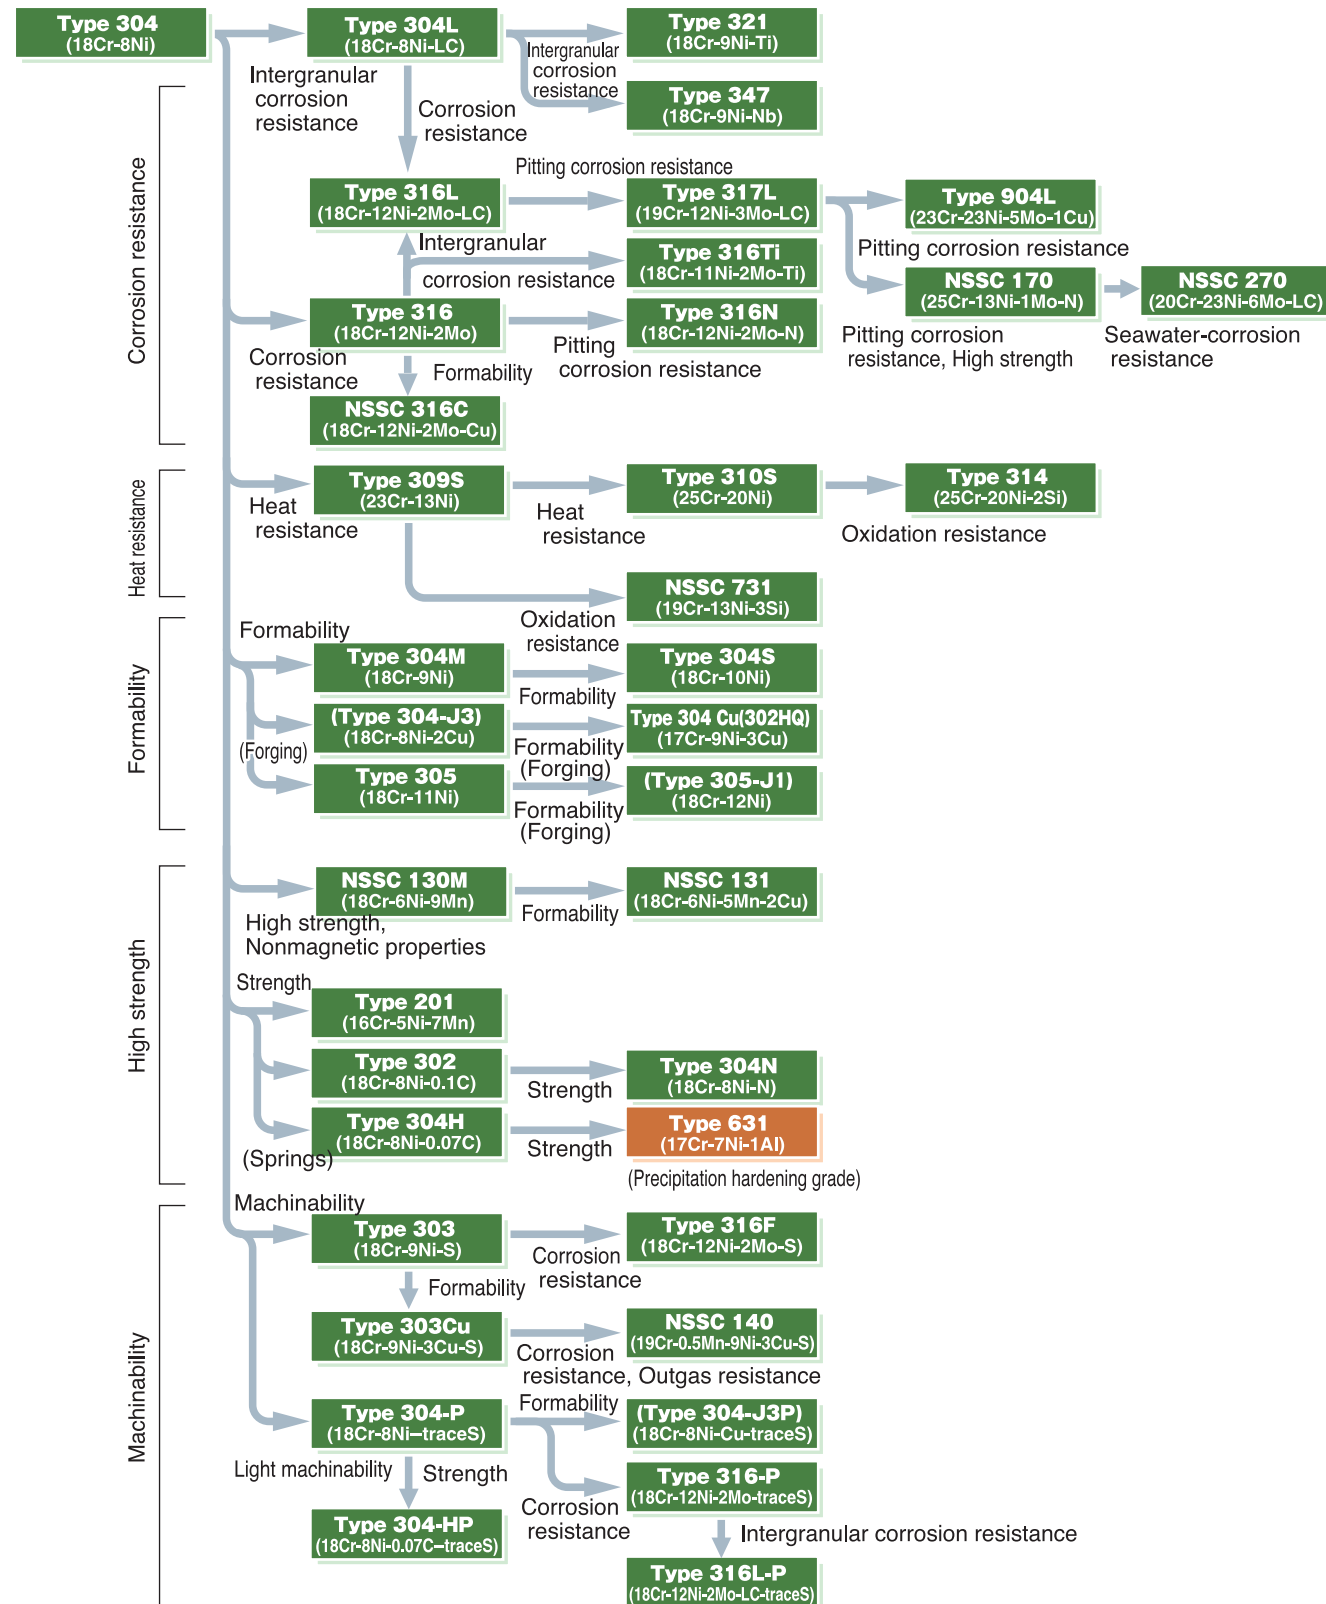 Type 304
(18Cr-8Ni)
Type 304L
(18Cr-8Ni-LC)
Type 321
(18Cr-9Ni-Ti)
Intergranular
corrosion
resistance
Intergranular
corrosion
resistance
Type 347
(18Cr-9Ni-Nb)
Corrosion
resistance
Corrosion resistance
Type 316L
(18Cr-12Ni-2Mo-LC)
Pitting corrosion resistance
Type 317L
(19Cr-12Ni-3Mo-LC)
Type 904L
(23Cr-23Ni-5Mo-1Cu)
Pitting corrosion resistance
Intergranular
corrosion resistance
Type 316Ti
(18Cr-11Ni-2Mo-Ti)
NSSC 170
(25Cr-13Ni-1Mo-N)
NSSC 270
(20Cr-23Ni-6Mo-LC)
Type 316
(18Cr-12Ni-2Mo)
Type 316N
(18Cr-12Ni-2Mo-N)
Corrosion
resistance
Formability
Pitting
corrosion resistance
Pitting corrosion
resistance, High strength
Seawater-corrosion
resistance
NSSC 316C
(18Cr-12Ni-2Mo-Cu)
Heat resistance
Type 309S
(23Cr-13Ni)
Type 310S
(25Cr-20Ni)
Type 314
(25Cr-20Ni-2Si)
Heat
resistance
Heat
resistance
Oxidation resistance
NSSC 731
(19Cr-13Ni-3Si)
Oxidation
resistance
Formability
Formability
Type 304M
(18Cr-9Ni)
Formability
Type 304S
(18Cr-10Ni)
(Type 304-J3)
(18Cr-8Ni-2Cu)
Type 304 Cu(302HQ)
(17Cr-9Ni-3Cu)
(Forging)
Formability
(Forging)
Type 305
(18Cr-11Ni)
(Type 305-J1)
(18Cr-12Ni)
Formability
(Forging)
High strength
NSSC 130M
(18Cr-6Ni-9Mn)
Formability
NSSC 131
(18Cr-6Ni-5Mn-2Cu)
High strength,
Nonmagnetic properties
Strength
Type 201
(16Cr-5Ni-7Mn)
Type 302
(18Cr-8Ni-0.1C)
Strength
Type 304N
(18Cr-8Ni-N)
Type 304H
(18Cr-8Ni-0.07C)
Strength
Type 631
(17Cr-7Ni-1Al)
(Springs)
(Precipitation hardening grade)
Machinability
Machinability
Type 303
(18Cr-9Ni-S)
Type 316F
(18Cr-12Ni-2Mo-S)
Corrosion
resistance
Formability
Type 303Cu
(18Cr-9Ni-3Cu-S)
NSSC 140
(19Cr-0.5Mn-9Ni-3Cu-S)
Corrosion
resistance, Outgas resistance
Type 304-P
(18Cr-8Ni–traceS)
Formability
(Type 304-J3P)
(18Cr-8Ni-Cu-traceS)
Light machinability
Strength
Type 316-P
(18Cr-12Ni-2Mo-traceS)
Corrosion
resistance
Type 304-HP
(18Cr-8Ni-0.07C–traceS)
Intergranular corrosion resistance
Type 316L-P
(18Cr-12Ni-2Mo-LC-traceS)